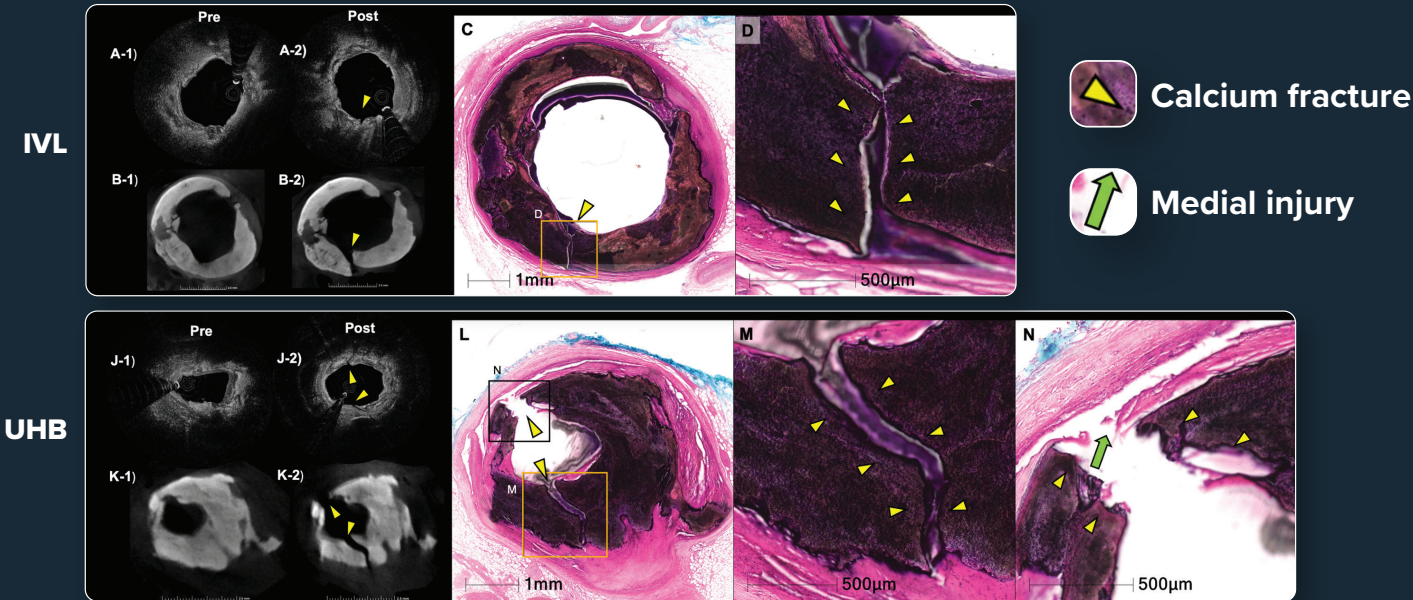 IVL
Pre
Post
A-1)
A-2)
B-1)
B-2)
C
D
1mm
D
500µm
Calcium fracture
Medial injury
UHB
Pre
Post
J-1)
J-2)
K-1)
K-2)
L
N
M
1mm
M
500µm
N
500µm